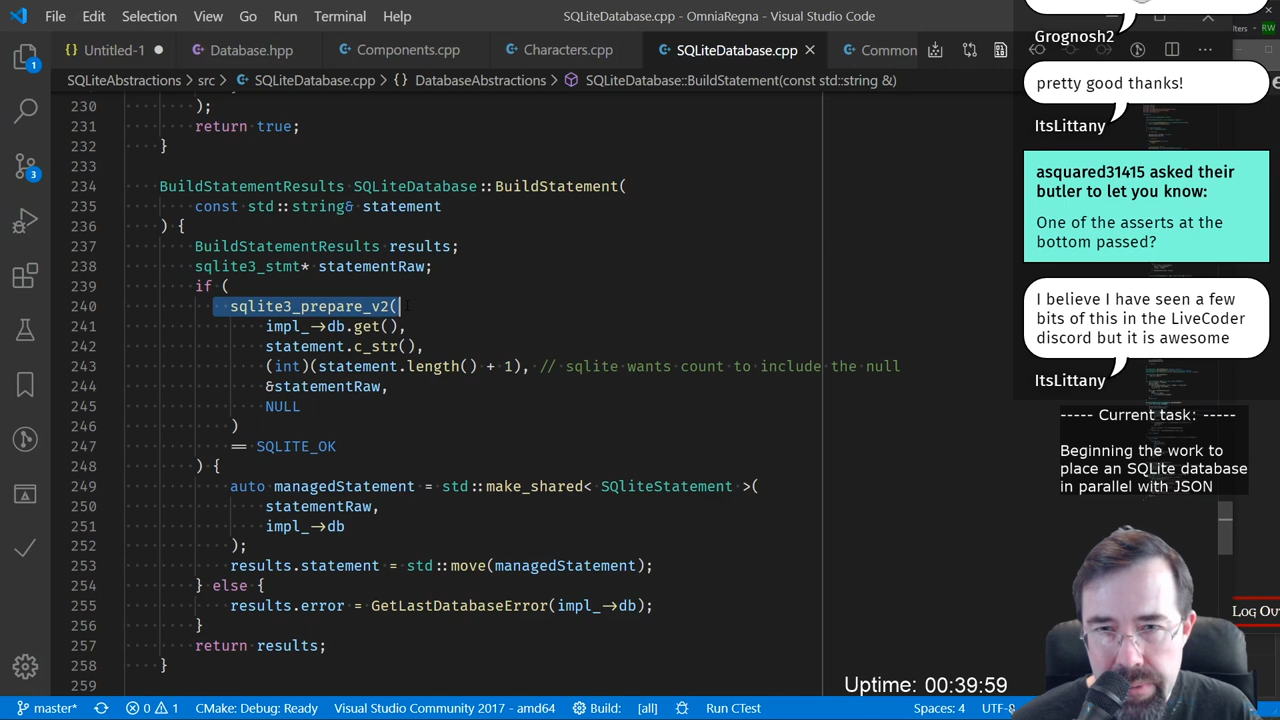 File Edit Selection View Go Run Terminal Help
SQLiteDatabase.cpp - OmniaRegna - Visual Studio Code
Untitled-1
Database.hpp
Components.cpp
Characters.cpp
SQLiteDatabase.cpp
Common
SQLiteAbstractions > src > SQLiteDatabase.cpp > {} DatabaseAbstractions > SQLiteDatabase::BuildStatement(const std::string &)
230 );
231 return true;
232 }
233
234 BuildStatementResults SQLiteDatabase::BuildStatement(
235 const std::string& statement
236 ) {
237 BuildStatementResults results;
238 sqlite3_stmt* statementRaw;
239 if (
240 sqlite3_prepare_v2(
241 impl_->db.get(),
242 statement.c_str(),
243 (int)(statement.length() + 1), // sqlite wants count to include the null
244 &statementRaw,
245 NULL
246 )
247 == SQLITE_OK
248 ) {
249 auto managedStatement = std::make_shared< SQliteStatement >(
250 statementRaw,
251 impl_->db
252 );
253 results.statement = std::move(managedStatement);
254 } else {
255 results.error = GetLastDatabaseError(impl_->db);
256 }
257 return results;
258 }
259
Grognosh2
pretty good thanks!
ItsLittany
asquared31415 asked their
butler to let you know:
One of the asserts at the
bottom passed?
I believe I have seen a few
bits of this in the LiveCoder
discord but it is awesome
ItsLittany
----- Current task: -----
Beginning the work to
place an SQLite database
in parallel with JSON
Uptime: 00:39:59
1
3
master* 0 1 CMake: Debug: Ready Visual Studio Community 2017 - amd64 Build: [all] Run CTest Spaces: 4 UTF-8